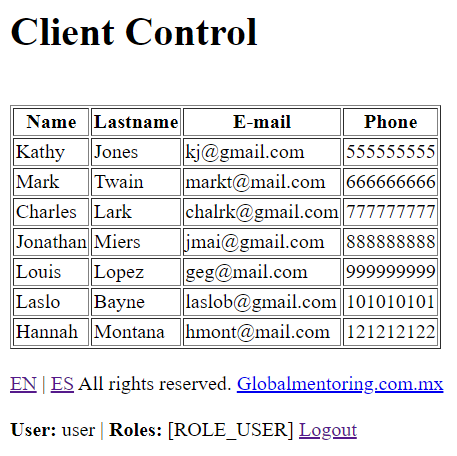 Client Control
Name Lastname E-mail Phone
Kathy Jones kj@gmail.com 555555555
Mark Twain markt@mail.com 666666666
Charles Lark chalrk@gmail.com 777777777
Jonathan Miers jmai@gmail.com 888888888
Louis Lopez geg@mail.com 999999999
Laslo Bayne laslob@gmail.com 101010101
Hannah Montana hmont@mail.com 121212122
EN | ES All rights reserved. Globalmentoring.com.mx
User: user | Roles: [ROLE_USER] Logout